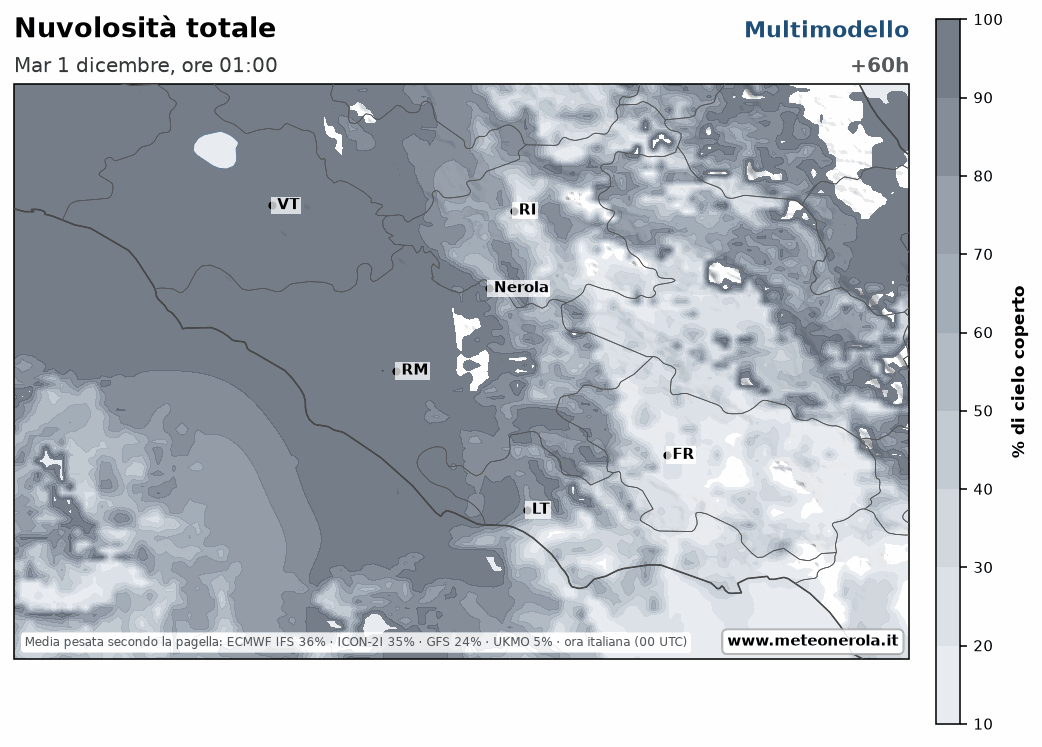 Nuvolosità totale
Multimodello
Mar 1 dicembre, ore 01:00
+60h
100
90
80
70
60
50
40
30
20
10
% di cielo coperto
VT
RI
Nerola
RM
FR
LT
Media pesata secondo la pagella: ECMWF IFS 36% · ICON-2I 35% · GFS 24% · UKMO 5% · ora italiana (00 UTC)
www.meteonerola.it